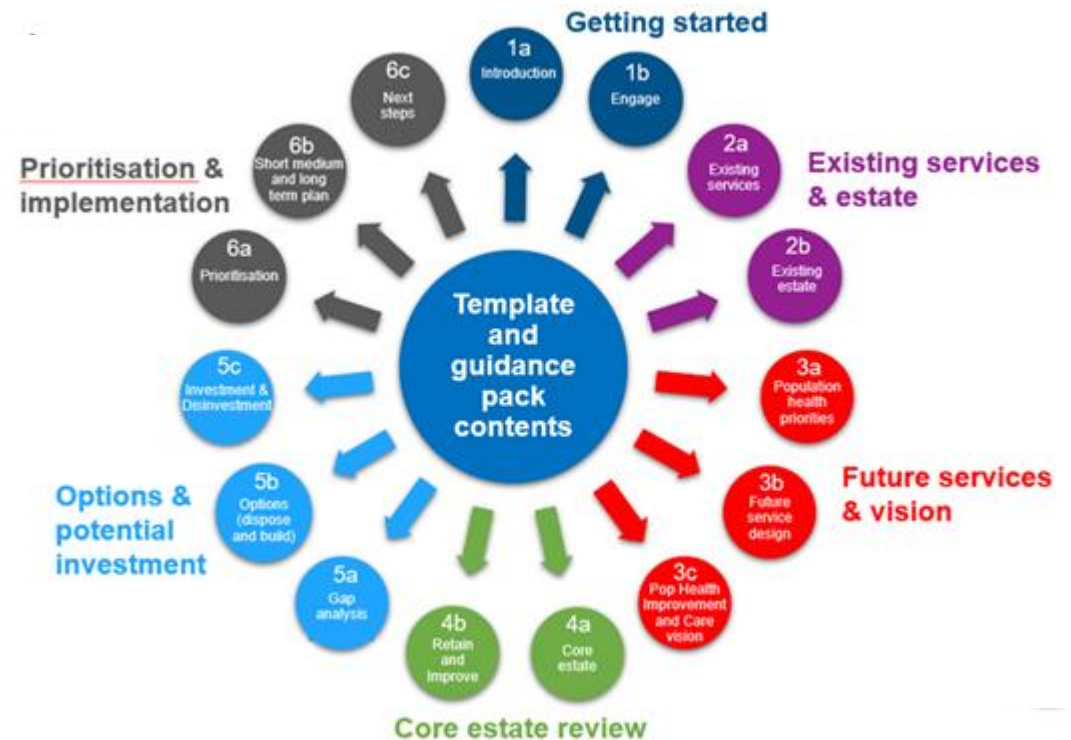 Getting started
1a
Introduction
1b
Engage
Existing services
& estate
2a
Existing
services
2b
Existing
estate
Future services
& vision
3a
Population
health
priorities
3b
Future
service
design
3c
Pop Health
Improvement
and Care
vision
Core estate review
4a
Core
estate
4b
Retain
and
Improve
Options &
potential
investment
5a
Gap
analysis
5b
Options
(dispose
and build)
5c
Investment &
Disinvestment
Prioritisation &
implementation
6a
Prioritisation
6b
Short medium
and long
term plan
6c
Next
steps
Template
and
guidance
pack
contents